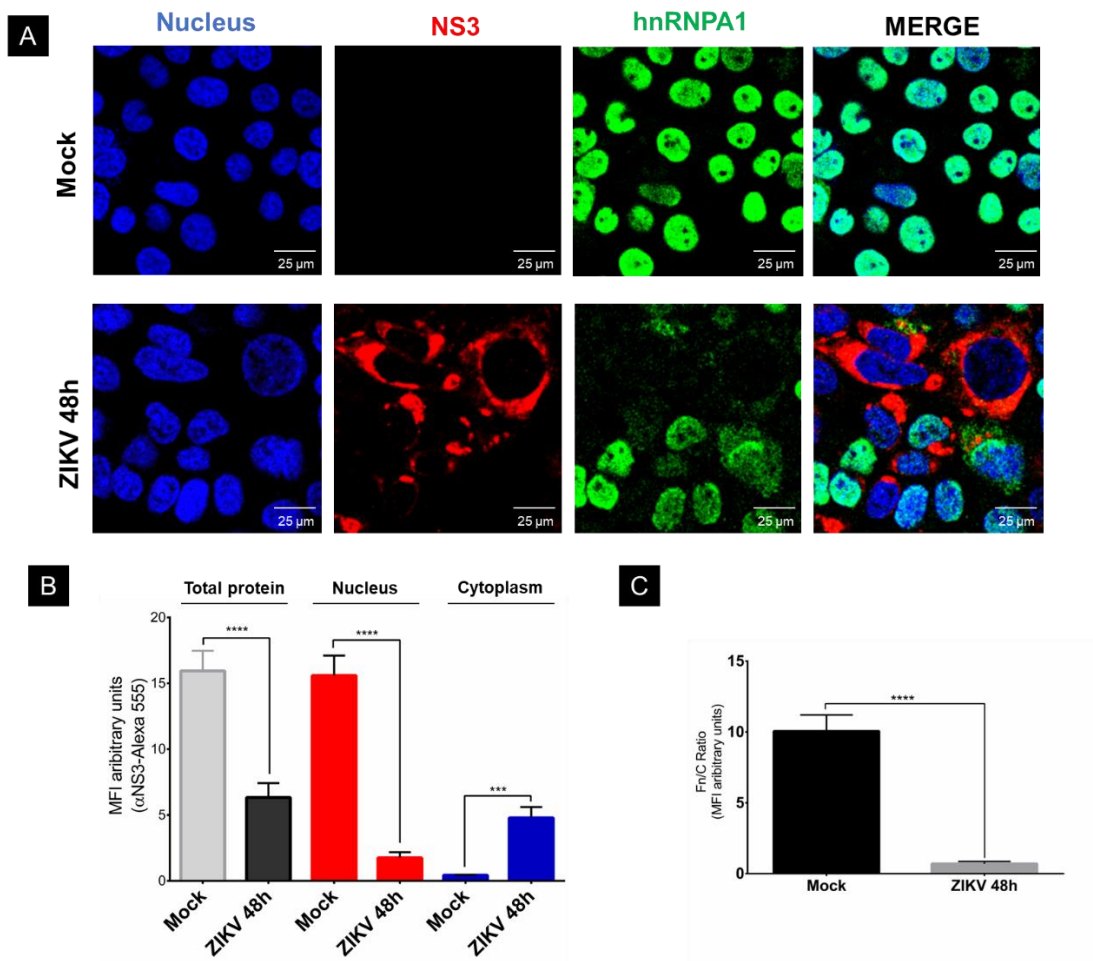 A
Nucleus
NS3
hnRNPA1
MERGE
Mock
25 µm
25 µm
25 µm
25 µm
ZIKV 48h
25 µm
25 µm
25 µm
25 µm
B
Total protein
Nucleus
Cytoplasm
MFI aribitrary units
(αNS3-Alexa 555)
20
15
10
5
0
****
****
***
Mock
ZIKV 48h
Mock
ZIKV 48h
Mock
ZIKV 48h
C
Fn/C Ratio
(MFI aribitrary units)
15
10
5
0
****
Mock
ZIKV 48h